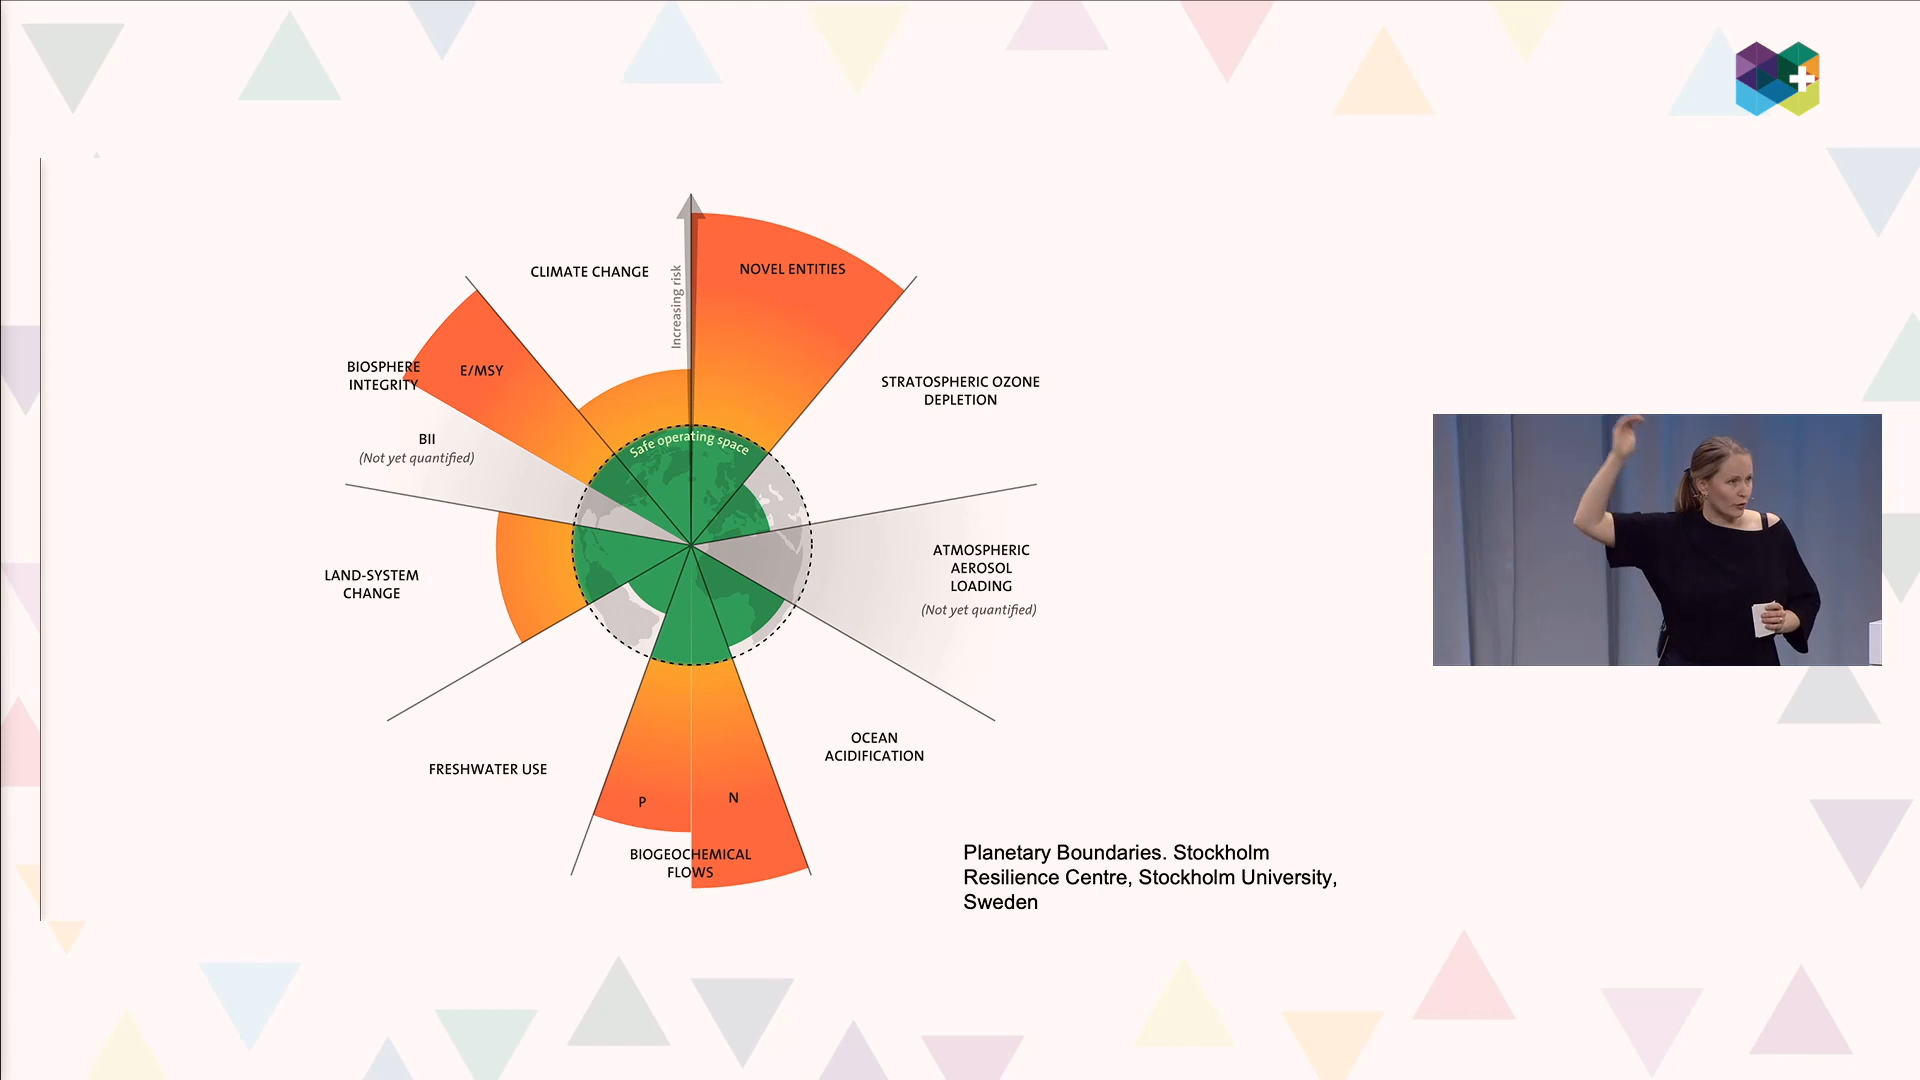 CLIMATE CHANGE
NOVEL ENTITIES
Increasing risk
BIOSPHERE
INTEGRITY
E/MSY
STRATOSPHERIC OZONE
DEPLETION
BII
(Not yet quantified)
Safe operating space
ATMOSPHERIC
AEROSOL
LOADING
(Not yet quantified)
LAND-SYSTEM
CHANGE
OCEAN
ACIDIFICATION
FRESHWATER USE
P
N
BIOGEOCHEMICAL
FLOWS
Planetary Boundaries. Stockholm
Resilience Centre, Stockholm University,
Sweden